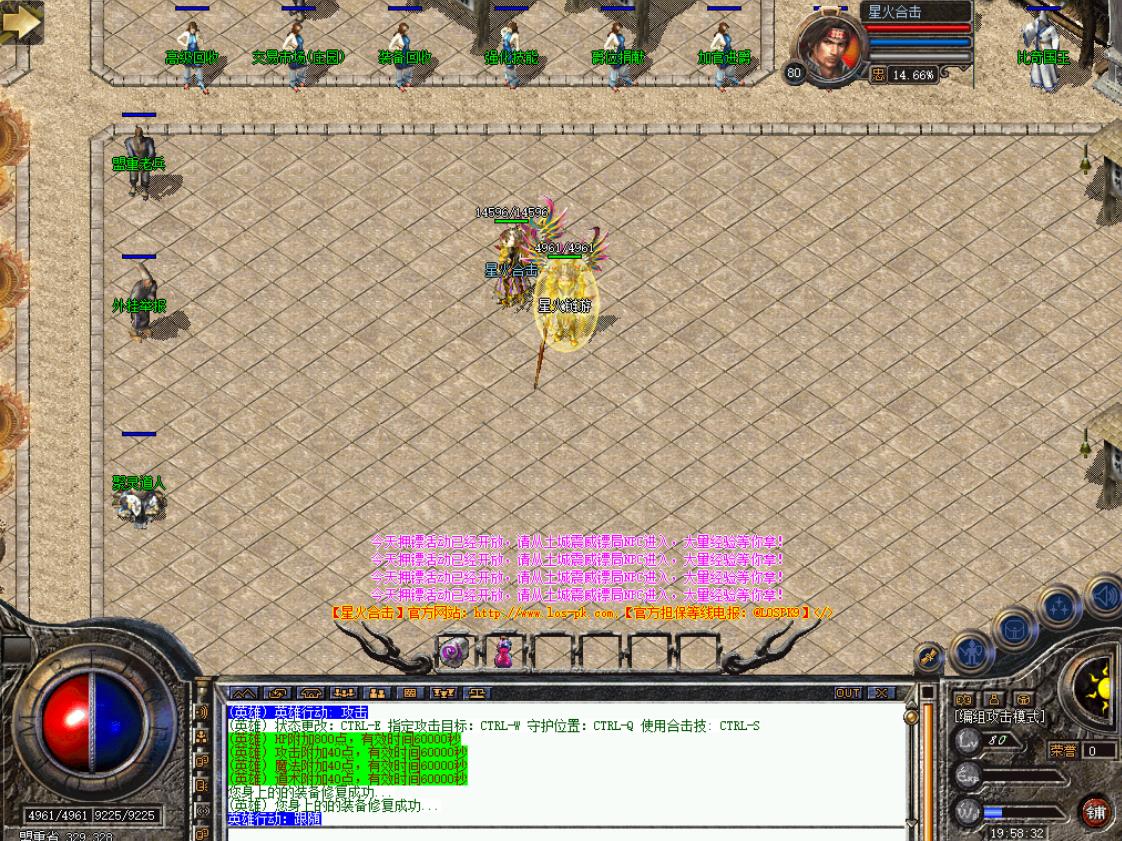 高级回收
交易市场(庄园)
装备回收
强化技能
爵位捐献
加官进爵
星火合击
80
14.66%
比奇国王
盟重老兵
外挂举报
聚灵道人
14596/14596
4961/4961
星火合击
星火链游
今天押镖活动已经开放，请从土城震威镖局NPC进入，大量经验等你拿!
今天押镖活动已经开放，请从土城震威镖局NPC进入，大量经验等你拿!
今天押镖活动已经开放，请从土城震威镖局NPC进入，大量经验等你拿!
今天押镖活动已经开放，请从土城震威镖局NPC进入，大量经验等你拿!
【星火合击】官方网站：http://www.los-pk.com,【官方担保等线电报：@LOSPK9】</>
OUT
(英雄) 英雄行动: 攻击
(英雄) 状态更改：CTRL-E 指定攻击目标：CTRL-W 守护位置：CTRL-Q 使用合击技: CTRL-S
(英雄) HP附加800点，有效时间60000秒
(英雄) 攻击附加40点，有效时间60000秒
(英雄) 魔法附加40点，有效时间60000秒
(英雄) 道术附加40点，有效时间60000秒
您身上的的装备修复成功...
(英雄) 您身上的的装备修复成功...
英雄行动: 跟随
4961/4961 9225/9225
盟重省 329:328
[编组攻击模式]
Lv 80
荣誉 0
Exp
W
19:58:32
铺